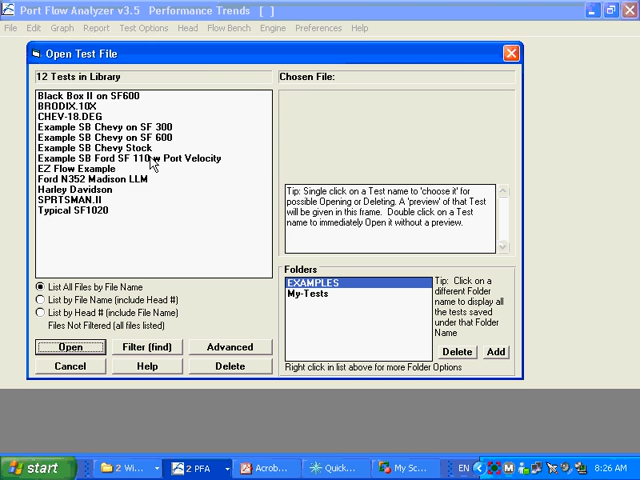 Port Flow Analyzer v3.5   Performance Trends   [  ]
File   Edit   Graph   Report   Test Options   Head   Flow Bench   Engine   Preferences   Help
Open Test File
12 Tests in Library
Black Box II on SF600
BRODIX.10X
CHEV-18.DEG
Example SB Chevy on SF 300
Example SB Chevy on SF 600
Example SB Chevy Stock
Example SB Ford SF 110 w Port Velocity
EZ Flow Example
Ford N352 Madison LLM
Harley Davidson
SPRTSMAN.II
Typical SF1020
List All Files by File Name
List by File Name (include Head #)
List by Head # (include File Name)
Files Not Filtered (all files listed)
Open   Filter (find)   Advanced
Cancel   Help   Delete
Chosen File:
Tip: Single click on a Test name to 'choose it' for
possible Opening or Deleting. A 'preview' of that Test
will be given in this frame.  Double click on a Test
name to immediately Open it without a preview.
Folders
EXAMPLES
My-Tests
Tip:  Click on a
different Folder
name to display all
the tests saved
under that Folder
Name
Delete   Add
Right click in list above for more Folder Options
start   2 Wi...   2 PFA   Acrob...   Quick...   My Sc...   EN   8:26 AM